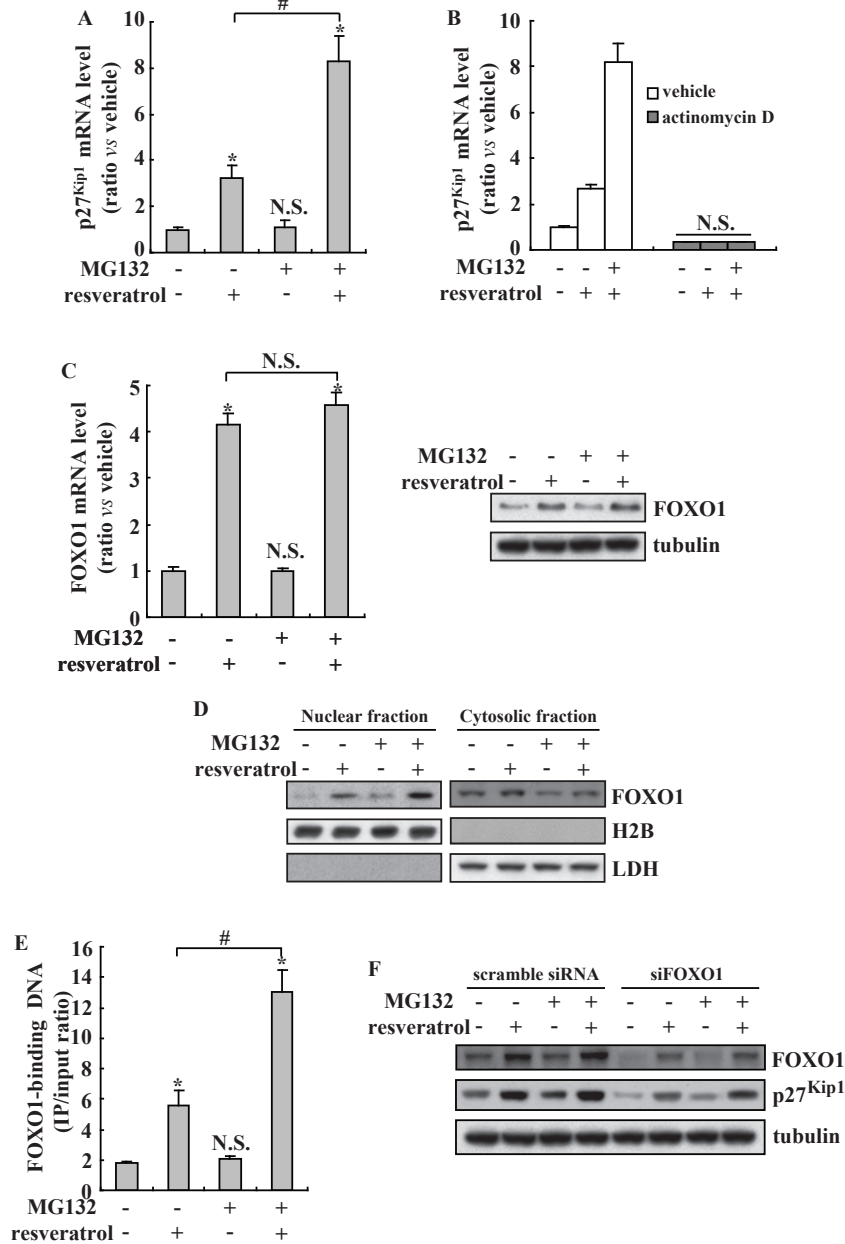 A
p27Kip1 mRNA level
(ratio vs vehicle)
10
8
6
4
2
0
#
*
N.S.
*
MG132 - - + +
resveratrol - + - +
B
p27Kip1 mRNA level
(ratio vs vehicle)
10
8
6
4
2
0
vehicle
actinomycin D
N.S.
MG132 - - + - - +
resveratrol - + + - + +
C
FOXO1 mRNA level
(ratio vs vehicle)
5
4
3
2
1
0
N.S.
*
N.S.
*
MG132 - - + +
resveratrol - + - +
MG132 - - + +
resveratrol - + - +
FOXO1
tubulin
D
Nuclear fraction Cytosolic fraction
MG132 - - + + - - + +
resveratrol - + - + - + - +
FOXO1
H2B
LDH
E
FOXO1-binding DNA
(IP/input ratio)
16
14
12
10
8
6
4
2
0
#
*
N.S.
*
MG132 - - + +
resveratrol - + - +
F
scramble siRNA siFOXO1
MG132 - - + + - - + +
resveratrol - + - + - + - +
FOXO1
p27Kip1
tubulin